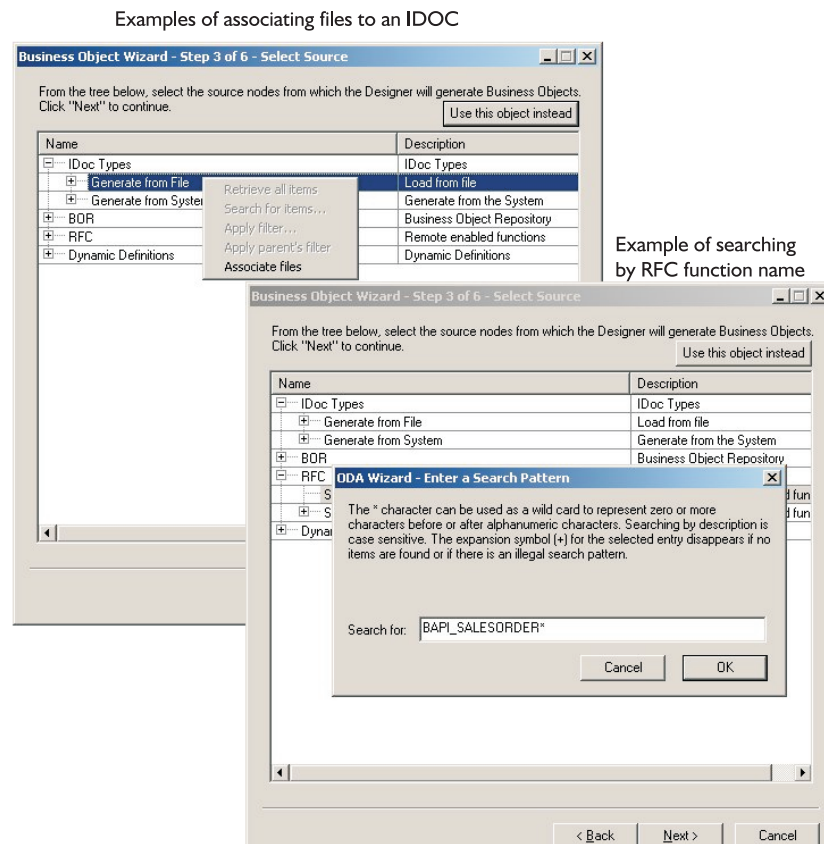 Examples of associating files to an IDOC
Business Object Wizard - Step 3 of 6 - Select Source
From the tree below, select the source nodes from which the Designer will generate Business Objects.
Click "Next" to continue.
Use this object instead
Name Description
IDoc Types IDoc Types
Generate from File Load from file
Generate from System Generate from the System
BOR Business Object Repository
RFC Remote enabled functions
Dynamic Definitions Dynamic Definitions
Retrieve all items
Search for items...
Apply filter...
Apply parent's filter
Associate files
Example of searching
by RFC function name
Business Object Wizard - Step 3 of 6 - Select Source
From the tree below, select the source nodes from which the Designer will generate Business Objects.
Click "Next" to continue.
Use this object instead
Name Description
IDoc Types IDoc Types
Generate from File Load from file
Generate from System Generate from the System
BOR Business Object Repository
RFC
ODA Wizard - Enter a Search Pattern
The * character can be used as a wild card to represent zero or more
characters before or after alphanumeric characters. Searching by description is
case sensitive. The expansion symbol (+) for the selected entry disappears if no
items are found or if there is an illegal search pattern.
Search for: BAPI_SALESORDER*
Cancel OK
< Back Next > Cancel